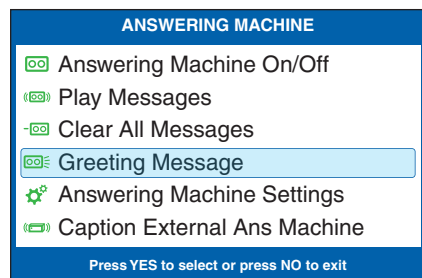 ANSWERING MACHINE
Answering Machine On/Off
Play Messages
Clear All Messages
Greeting Message
Answering Machine Settings
Caption External Ans Machine
Press YES to select or press NO to exit